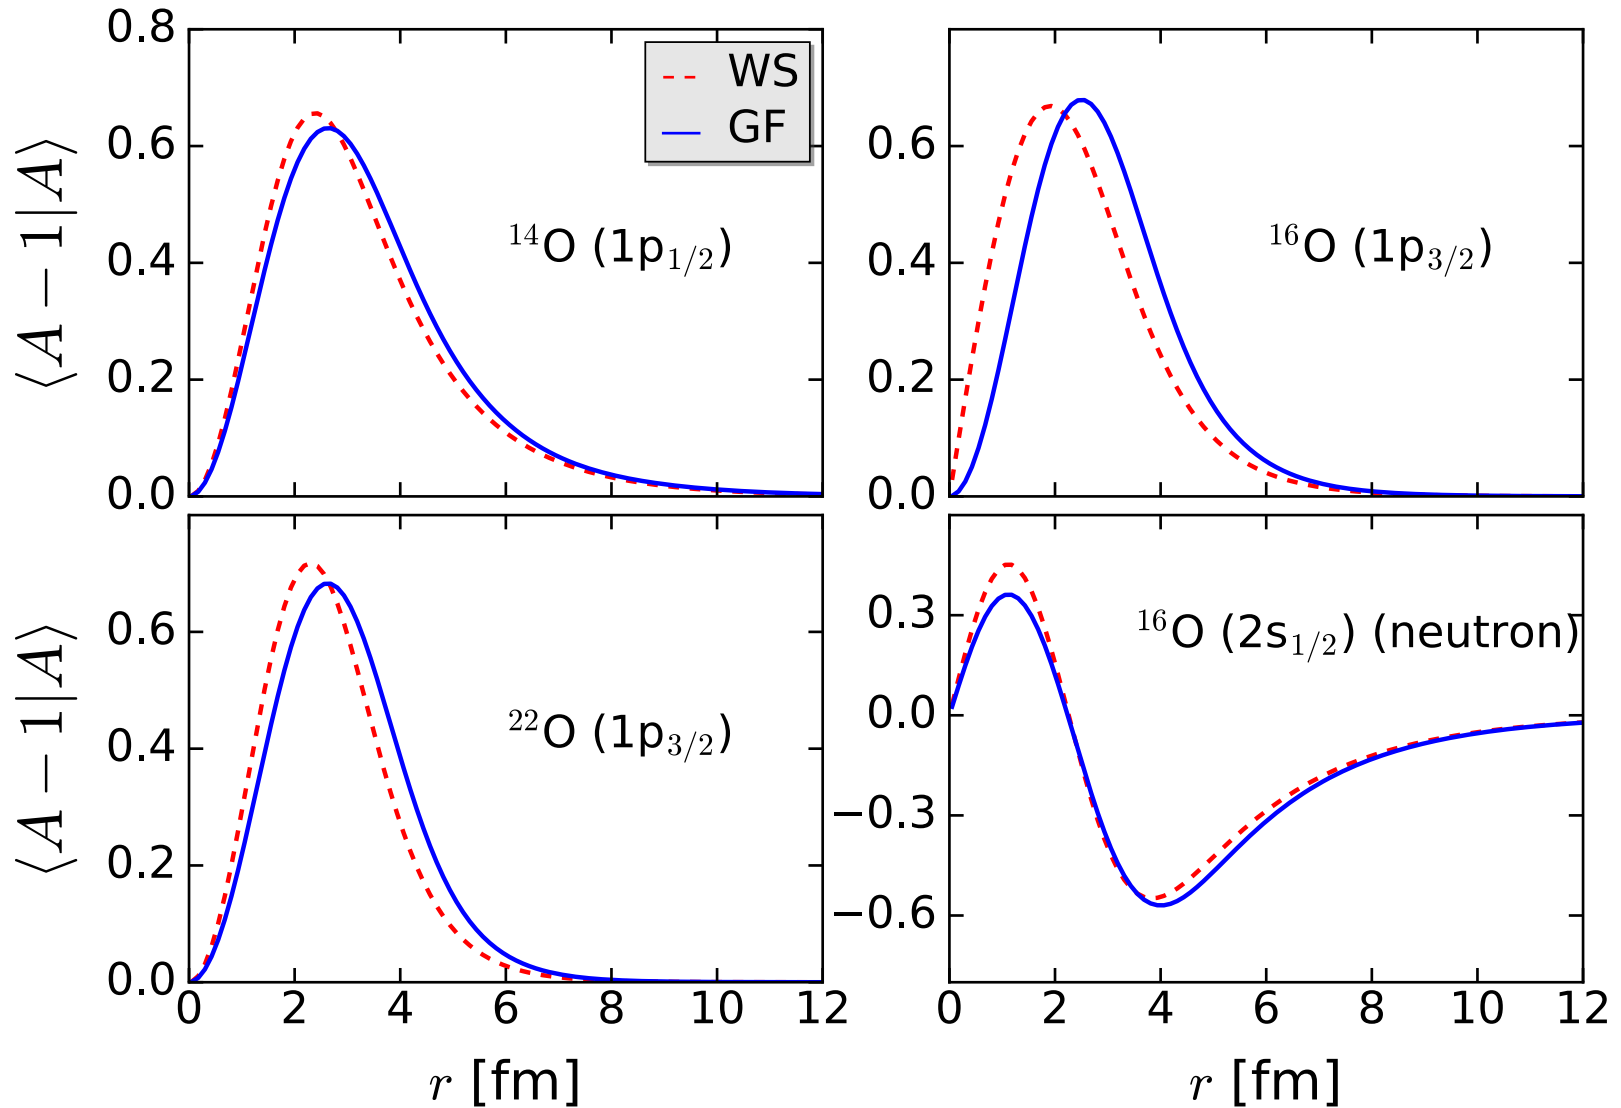 0.8
0.6
0.4
0.2
0.0
⟨A − 1|A⟩
WS
GF
¹⁴O (1p₁/₂)
0.6
0.4
0.2
0.0
¹⁶O (1p₃/₂)
0.6
0.4
0.2
0.0
⟨A − 1|A⟩
²²O (1p₃/₂)
0 2 4 6 8 10 12
r [fm]
0.3
0.0
−0.3
−0.6
¹⁶O (2s₁/₂) (neutron)
0 2 4 6 8 10 12
r [fm]